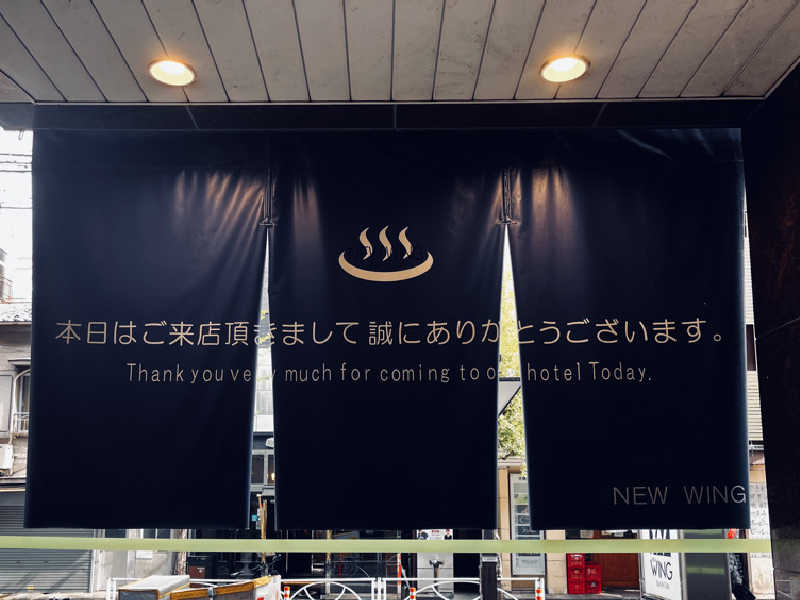 本日はご来店頂きまして 誠にありがとうございます。
Thank you very much for coming to our hotel Today.
NEW WING
WING